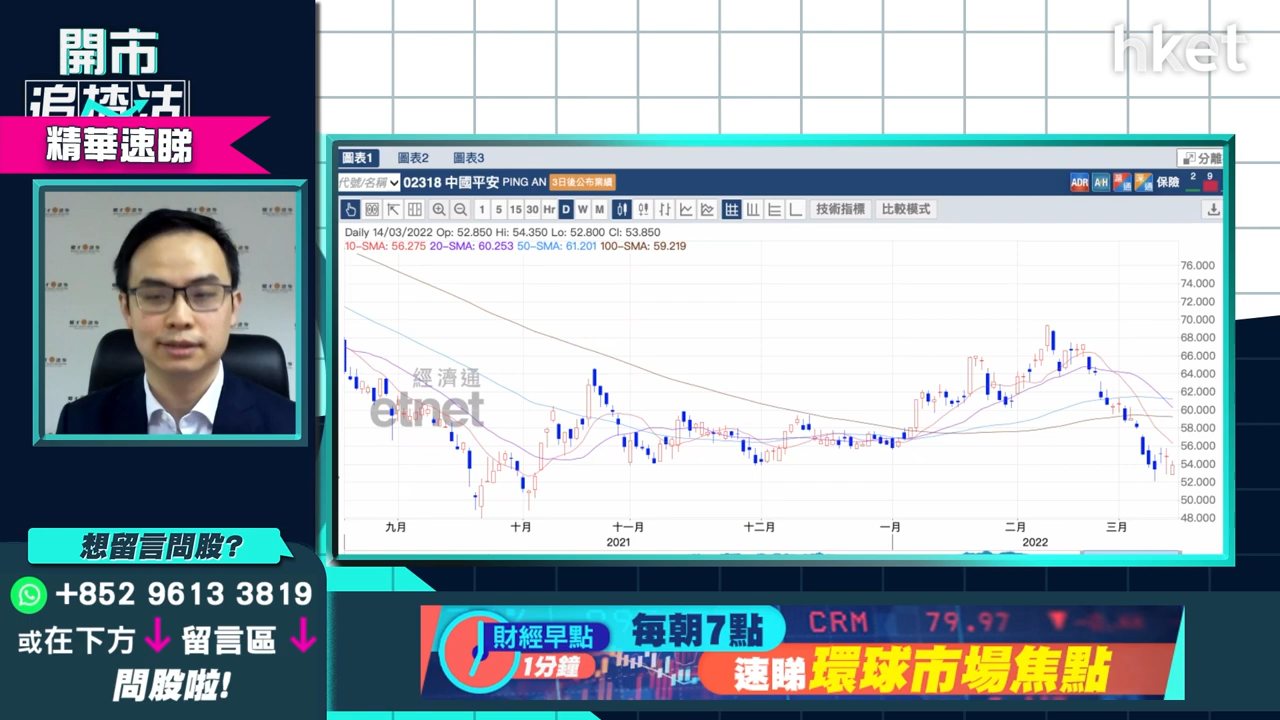 hket
開市
追揸沽
精華速睇
圖表1 圖表2 圖表3
分離
代號/名稱 02318 中國平安 PING AN 3日後公布業績
ADR A+H 通 通 保險 2 9
1 5 15 30 Hr D W M 技術指標 比較模式
Daily 14/03/2022 Op: 52.850 Hi: 54.350 Lo: 52.800 Cl: 53.850
10-SMA: 56.275 20-SMA: 60.253 50-SMA: 61.201 100-SMA: 59.219
76.000
74.000
72.000
70.000
68.000
66.000
64.000
62.000
60.000
58.000
56.000
54.000
52.000
50.000
48.000
經濟通
etnet
九月 十月 十一月 十二月 一月 二月 三月
2021 2022
想留言問股?
+852 9613 3819
或在下方 留言區
問股啦!
財經早點
1分鐘
每朝7點
速睇環球市場焦點
CRM 79.97